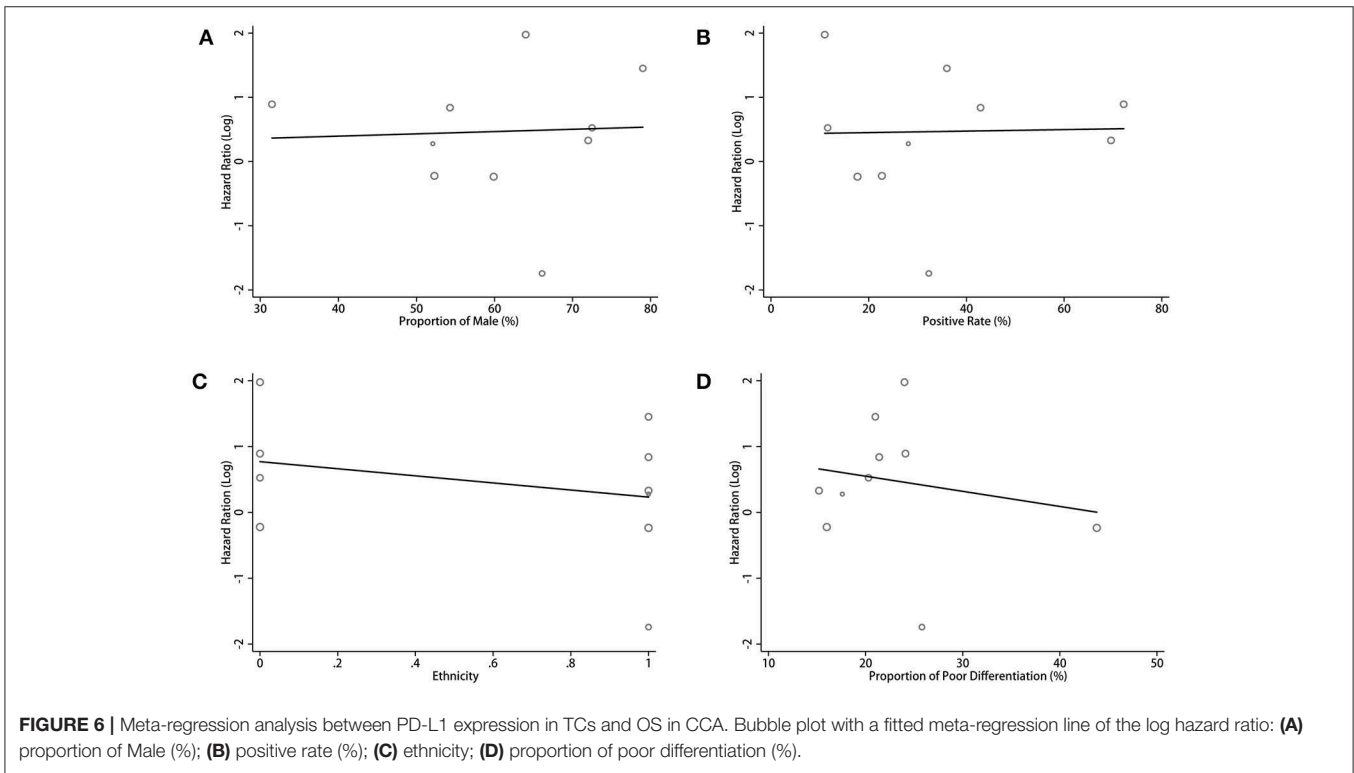 A
Hazard Ratio (Log)
2
1
0
-1
-2
30 40 50 60 70 80
Proportion of Male (%)
B
Hazard Ration (Log)
2
1
0
-1
-2
0 20 40 60 80
Positive Rate (%)
C
Hazard Ration (Log)
2
1
0
-1
-2
0 .2 .4 .6 .8 1
Ethnicity
D
Hazard Ration (Log)
2
1
0
-1
-2
10 20 30 40 50
Proportion of Poor Differentiation (%)
FIGURE 6 | Meta-regression analysis between PD-L1 expression in TCs and OS in CCA. Bubble plot with a fitted meta-regression line of the log hazard ratio: (A)
proportion of Male (%); (B) positive rate (%); (C) ethnicity; (D) proportion of poor differentiation (%).